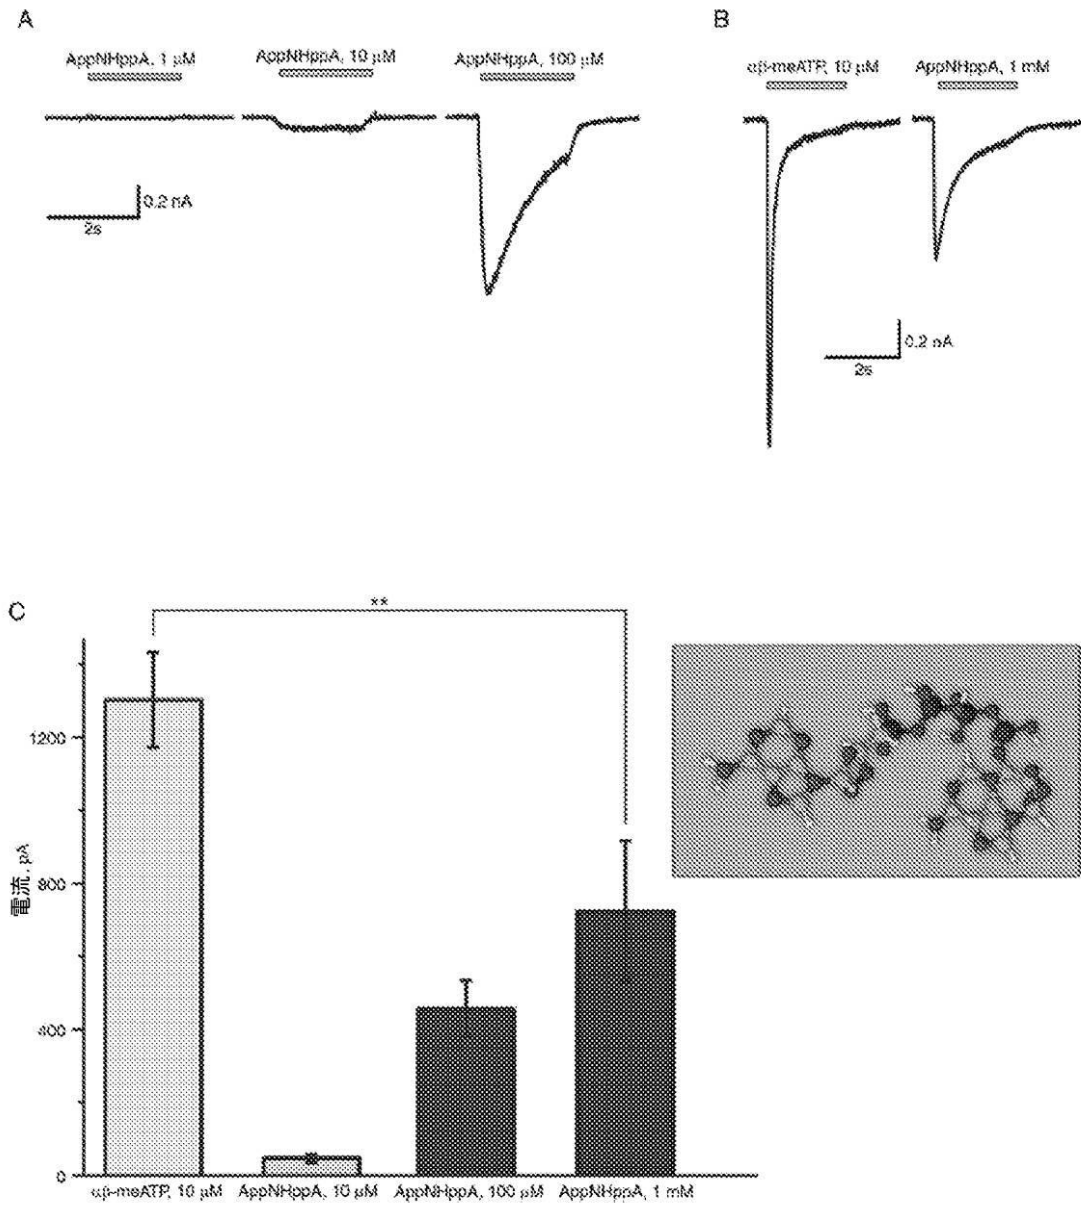 A
AppNHppA, 1 μM
AppNHppA, 10 μM
AppNHppA, 100 μM
0.2 nA
2s
B
αβ-meATP, 10 μM
AppNHppA, 1 mM
0.2 nA
2s
C
**
電流, pA
1200
800
400
0
αβ-meATP, 10 μM
AppNHppA, 10 μM
AppNHppA, 100 μM
AppNHppA, 1 mM